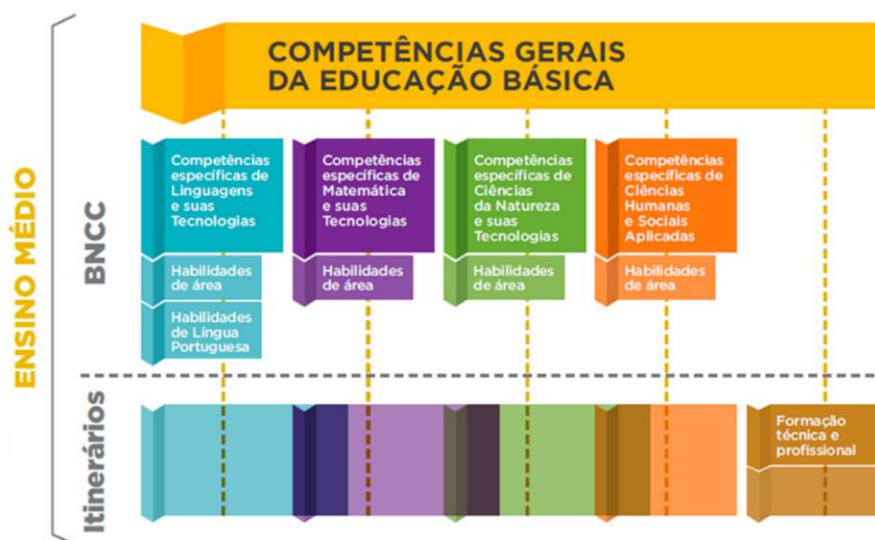 ENSINO MÉDIO
BNCC
COMPETÊNCIAS GERAIS
DA EDUCAÇÃO BÁSICA
Competências
específicas de
Linguagens
e suas
Tecnologias
Habilidades
de área
Habilidades
de Língua
Portuguesa
Competências
específicas de
Matemática
e suas
Tecnologias
Habilidades
de área
Competências
específicas de
Ciências
da Natureza
e suas
Tecnologias
Habilidades
de área
Competências
específicas de
Ciências
Humanas
e Sociais
Aplicadas
Habilidades
de área
Itinerários
Formação
técnica e
profissional